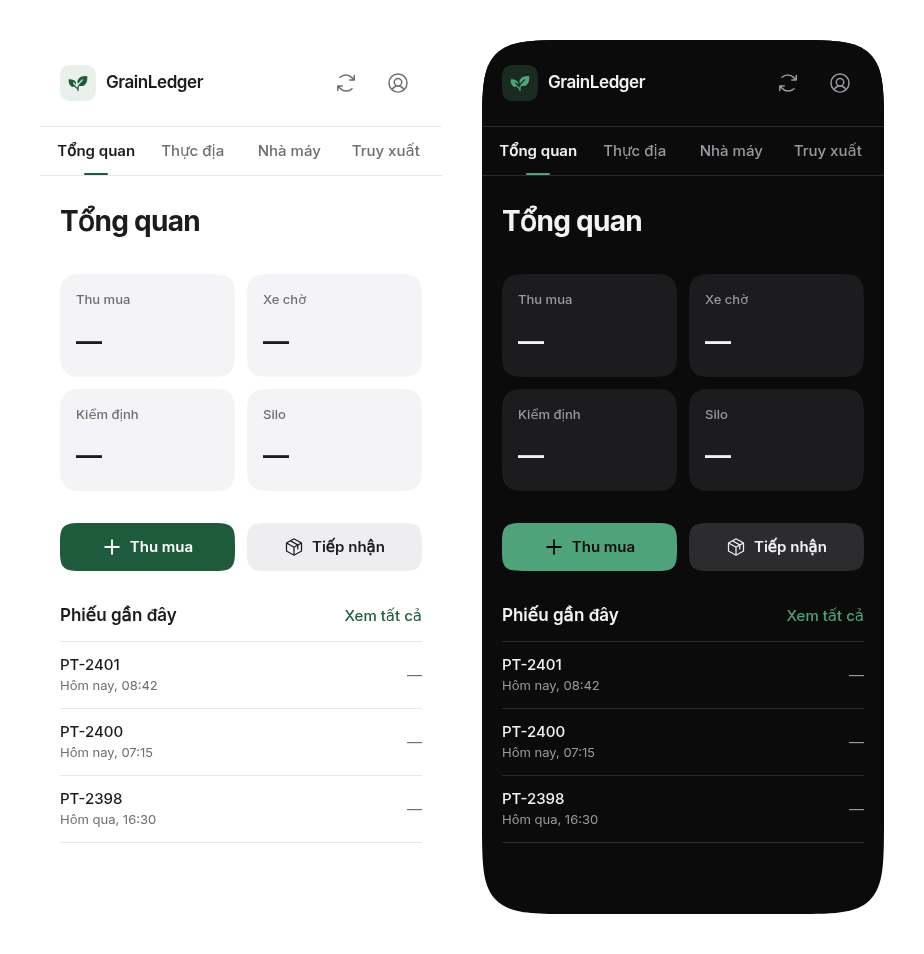 GrainLedger
Tổng quan Thực địa Nhà máy Truy xuất
Tổng quan
Thu mua Xe chờ
— —
Kiểm định Silo
— —
Thu mua Tiếp nhận
Phiếu gần đây Xem tất cả
PT-2401
Hôm nay, 08:42 —
PT-2400
Hôm nay, 07:15 —
PT-2398
Hôm qua, 16:30 —
GrainLedger
Tổng quan Thực địa Nhà máy Truy xuất
Tổng quan
Thu mua Xe chờ
— —
Kiểm định Silo
— —
Thu mua Tiếp nhận
Phiếu gần đây Xem tất cả
PT-2401
Hôm nay, 08:42 —
PT-2400
Hôm nay, 07:15 —
PT-2398
Hôm qua, 16:30 —